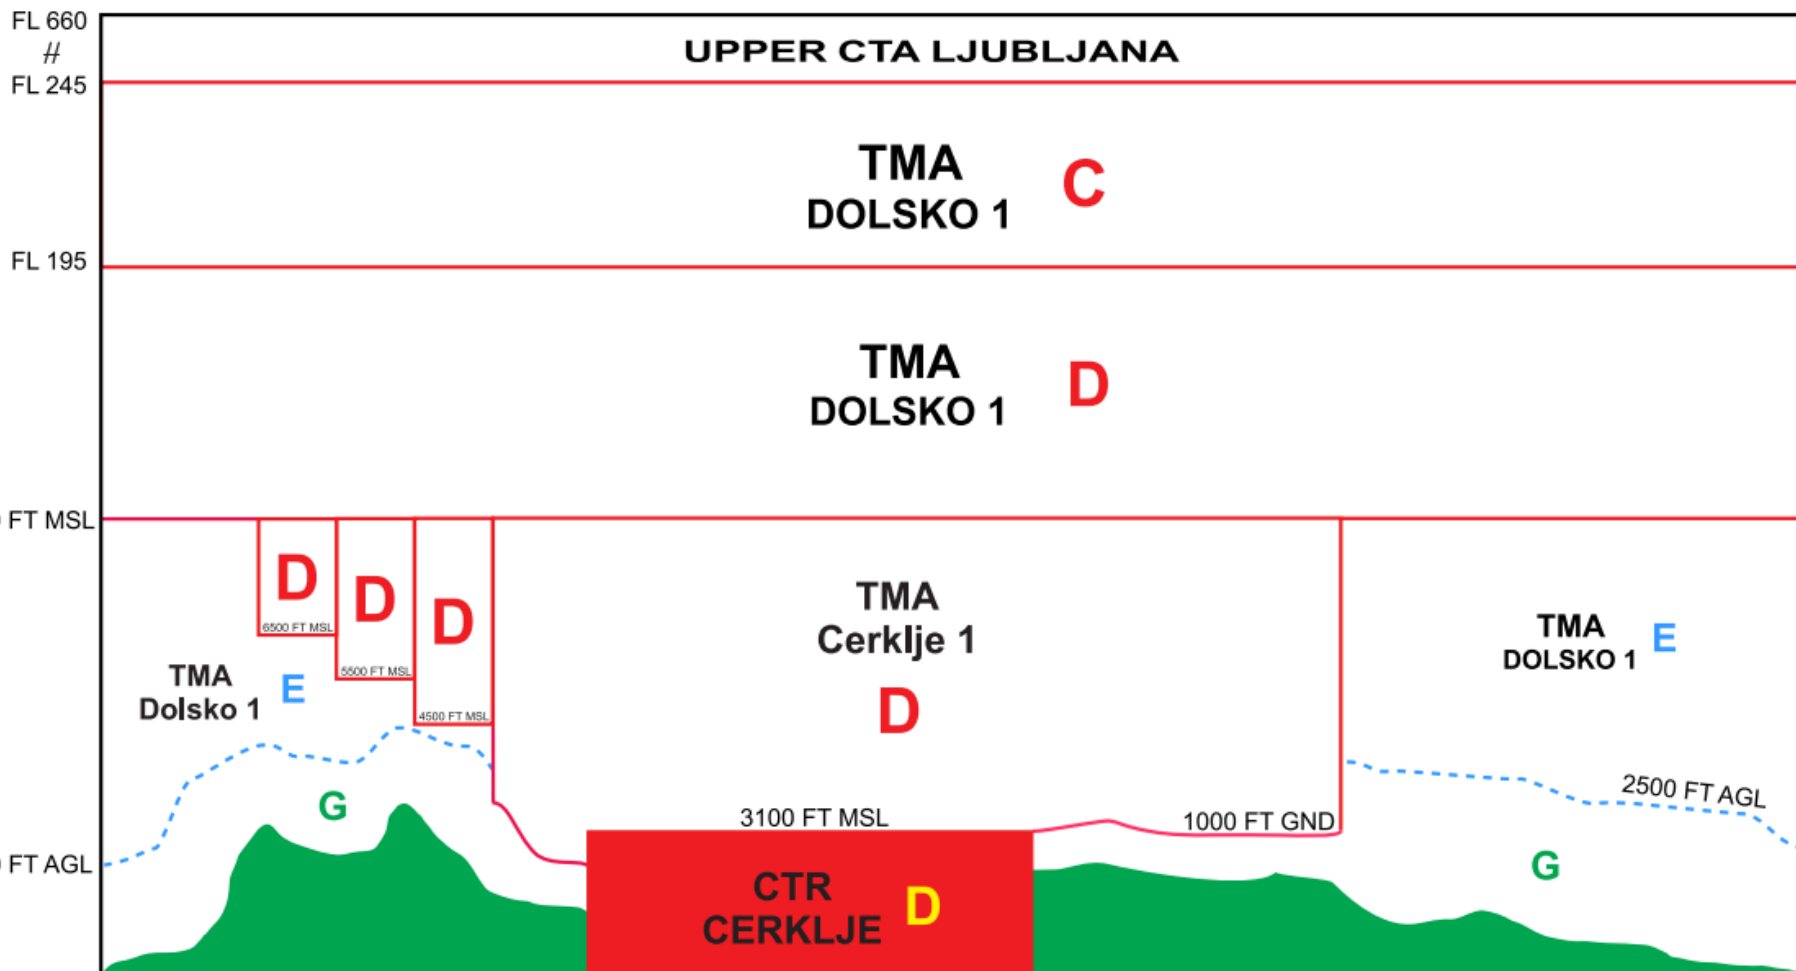 FL 660
#
UPPER CTA LJUBLJANA
FL 245
TMA
DOLSKO 1
C
FL 195
TMA
DOLSKO 1
D
FT MSL
D
D
D
6500 FT MSL
5500 FT MSL
4500 FT MSL
TMA
Cerklje 1
D
TMA
DOLSKO 1
E
TMA
Dolsko 1
E
G
3100 FT MSL
1000 FT GND
2500 FT AGL
FT AGL
G
CTR
CERKLJE
D